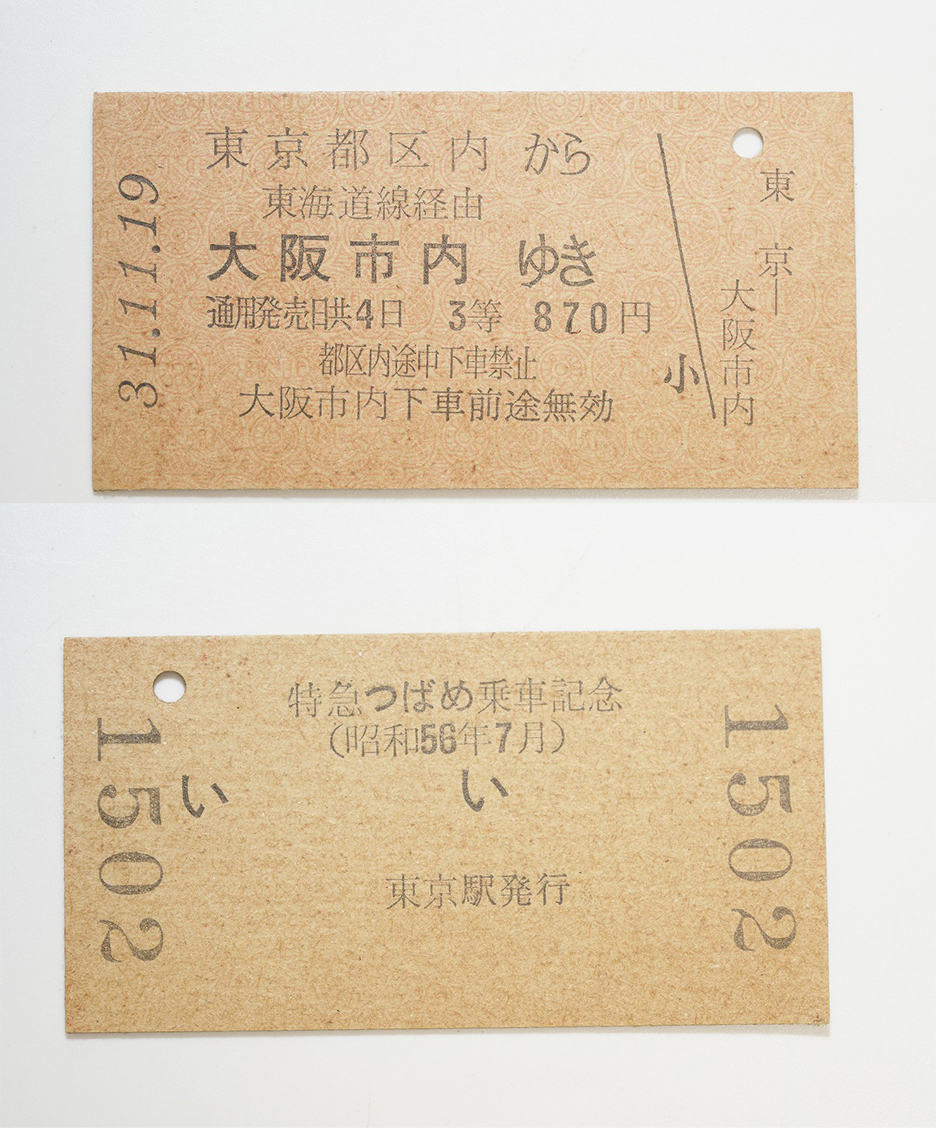 東京都区内 から
東海道線経由
大阪市内 ゆき
通用発売日共4日 3等 870円
都区内途中下車禁止
大阪市内下車前途無効
31.11.19
小
東京―
大阪市内
特急つばめ乗車記念
(昭和56年7月)
い
い
東京駅発行
1502
1502